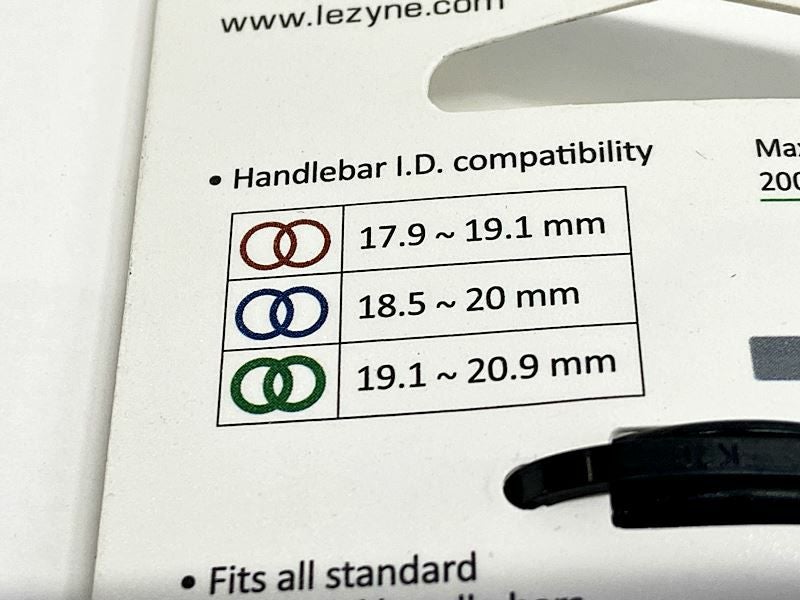 www.lezyne.com
• Handlebar I.D. compatibility
17.9 ~ 19.1 mm
18.5 ~ 20 mm
19.1 ~ 20.9 mm
• Fits all standard